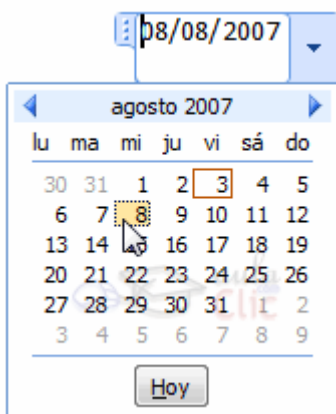 08/08/2007
agosto 2007
lu ma mi ju vi sá do
30 31 1 2 3 4 5
6 7 8 9 10 11 12
13 14 15 16 17 18 19
20 21 22 23 24 25 26
27 28 29 30 31 1 2
3 4 5 6 7 8 9
aula
Clic
Hoy